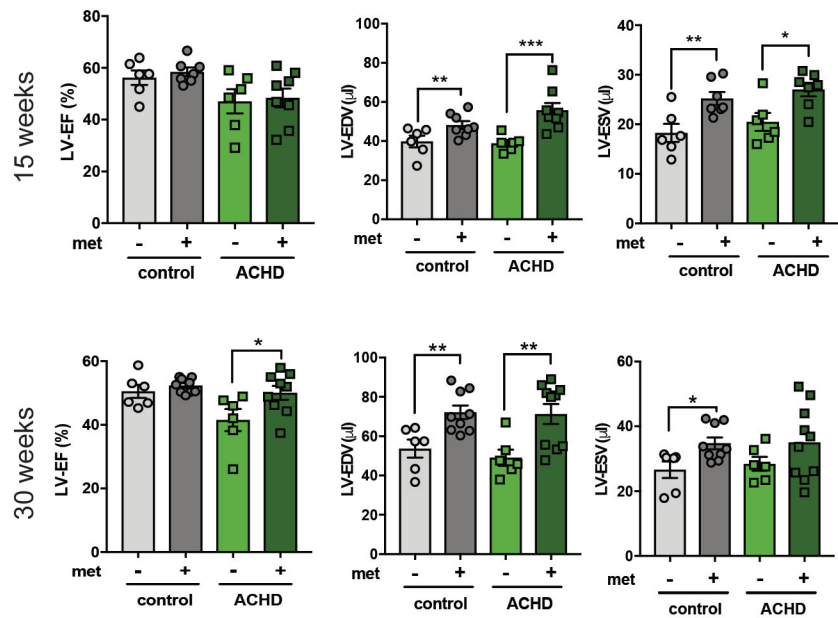 15 weeks
LV-EF (%)
80
60
40
20
0
met - + - +
control ACHD
LV-EDV (µl)
100
80
60
40
20
0
** ***
met - + - +
control ACHD
LV-ESV (µl)
40
30
20
10
0
** *
met - + - +
control ACHD
30 weeks
LV-EF (%)
60
40
20
0
*
met - + - +
control ACHD
LV-EDV (µl)
100
80
60
40
20
0
** **
met - + - +
control ACHD
LV-ESV (µl)
60
40
20
0
*
met - + - +
control ACHD